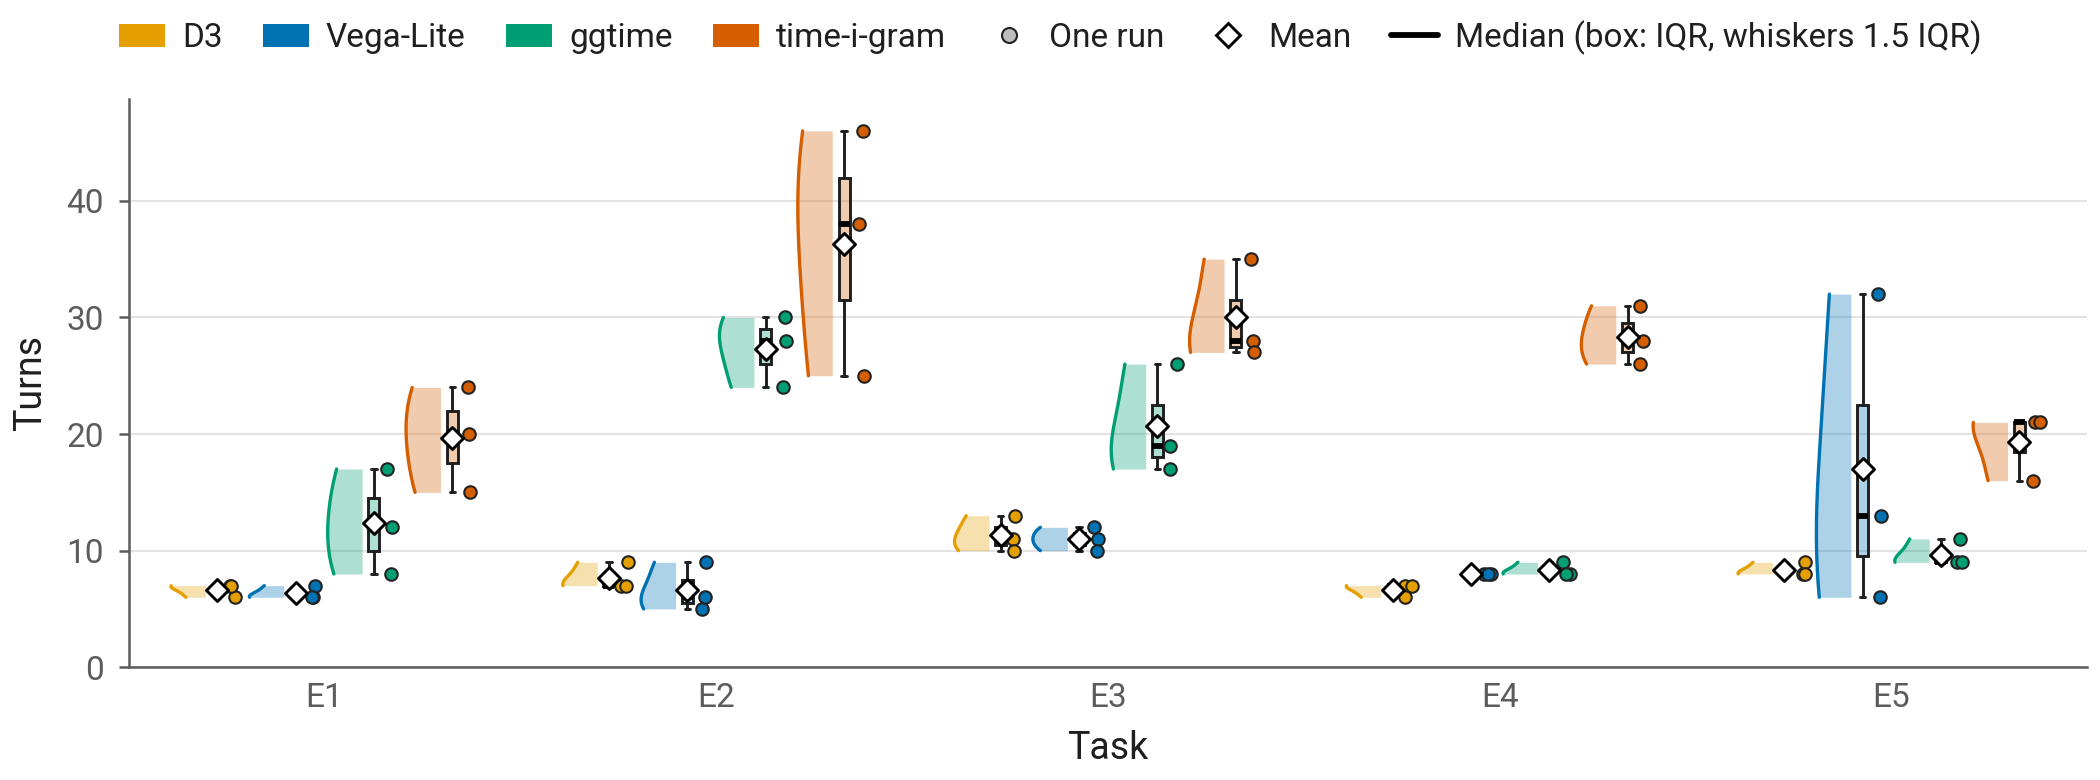 D3 Vega-Lite ggtime time-i-gram One run Mean Median (box: IQR, whiskers 1.5 IQR)
Turns
40
30
20
10
0
E1 E2 E3 E4 E5
Task